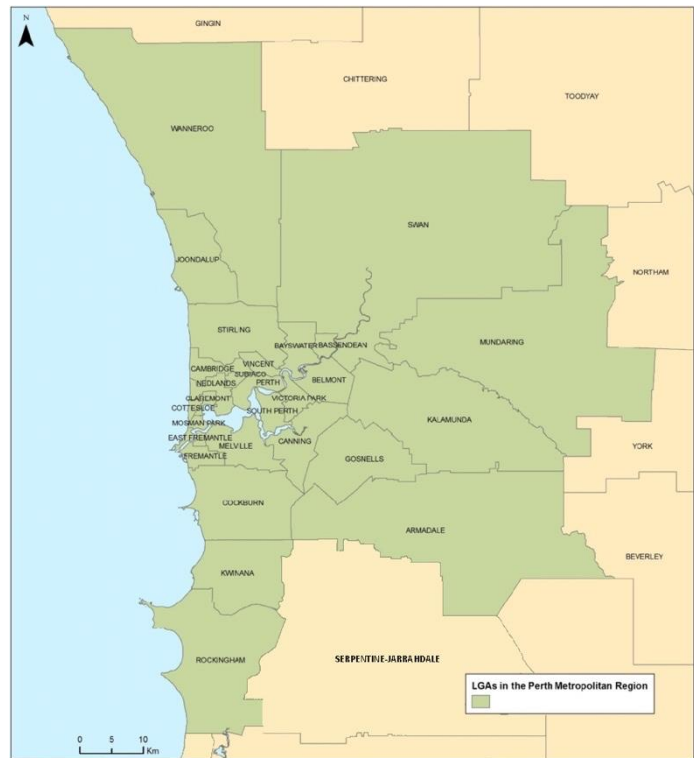 N
GINGIN
CHITTERING
TOODYAY
WANNEROO
SWAN
JOONDALUP
NORTHAM
STIRLING
MUNDARING
BAYSWATER
BASSENDEAN
VINCENT
CAMBRIDGE
SUBIACO
NEDLANDS
PERTH
BELMONT
CLAREMONT
VICTORIA PARK
COTTESLOE
SOUTH PERTH
KALAMUNDA
MOSMAN PARK
EAST FREMANTLE
MELVILLE
CANNING
YORK
FREMANTLE
GOSNELLS
COCKBURN
ARMADALE
BEVERLEY
KWINANA
ROCKINGHAM
SERPENTINE-JARRAHDALE
LGAs in the Perth Metropolitan Region
0 5 10
Km